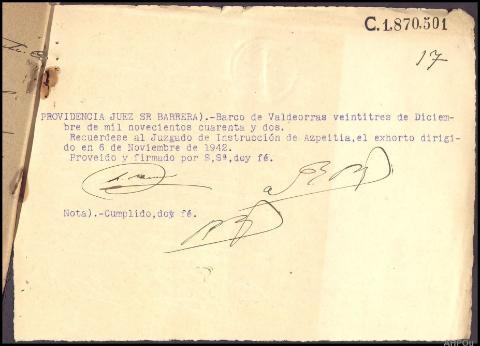 C.1.870.501
17
PROVIDENCIA JUEZ SR BARRERA).-Barco de Valdeorras veintitres de Diciem-
bre de mil novecientos cuarenta y dos.
Recuerdese al Juzgado de Instrucción de Azpeitia,el exhorto dirigi-
do en 6 de Noviembre de 1942.
Proveido y firmado por S,Sª,doy fé.
Nota).-Cumplido,doy fé.
AHPOu